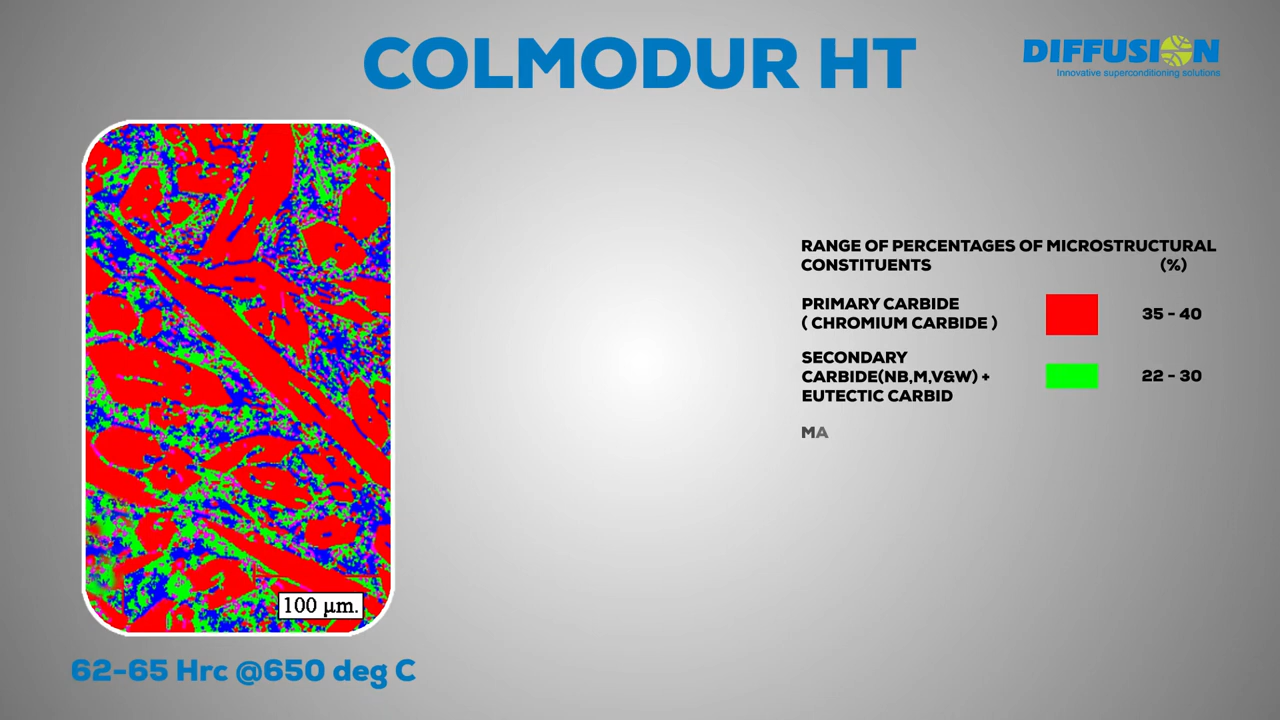 COLMODUR HT
DIFFUSION
Innovative superconditioning solutions
RANGE OF PERCENTAGES OF MICROSTRUCTURAL
CONSTITUENTS (%)
PRIMARY CARBIDE
( CHROMIUM CARBIDE )
35 - 40
SECONDARY
CARBIDE(NB,M,V&W) +
EUTECTIC CARBID
22 - 30
MA
100 µm.
62-65 Hrc @650 deg C